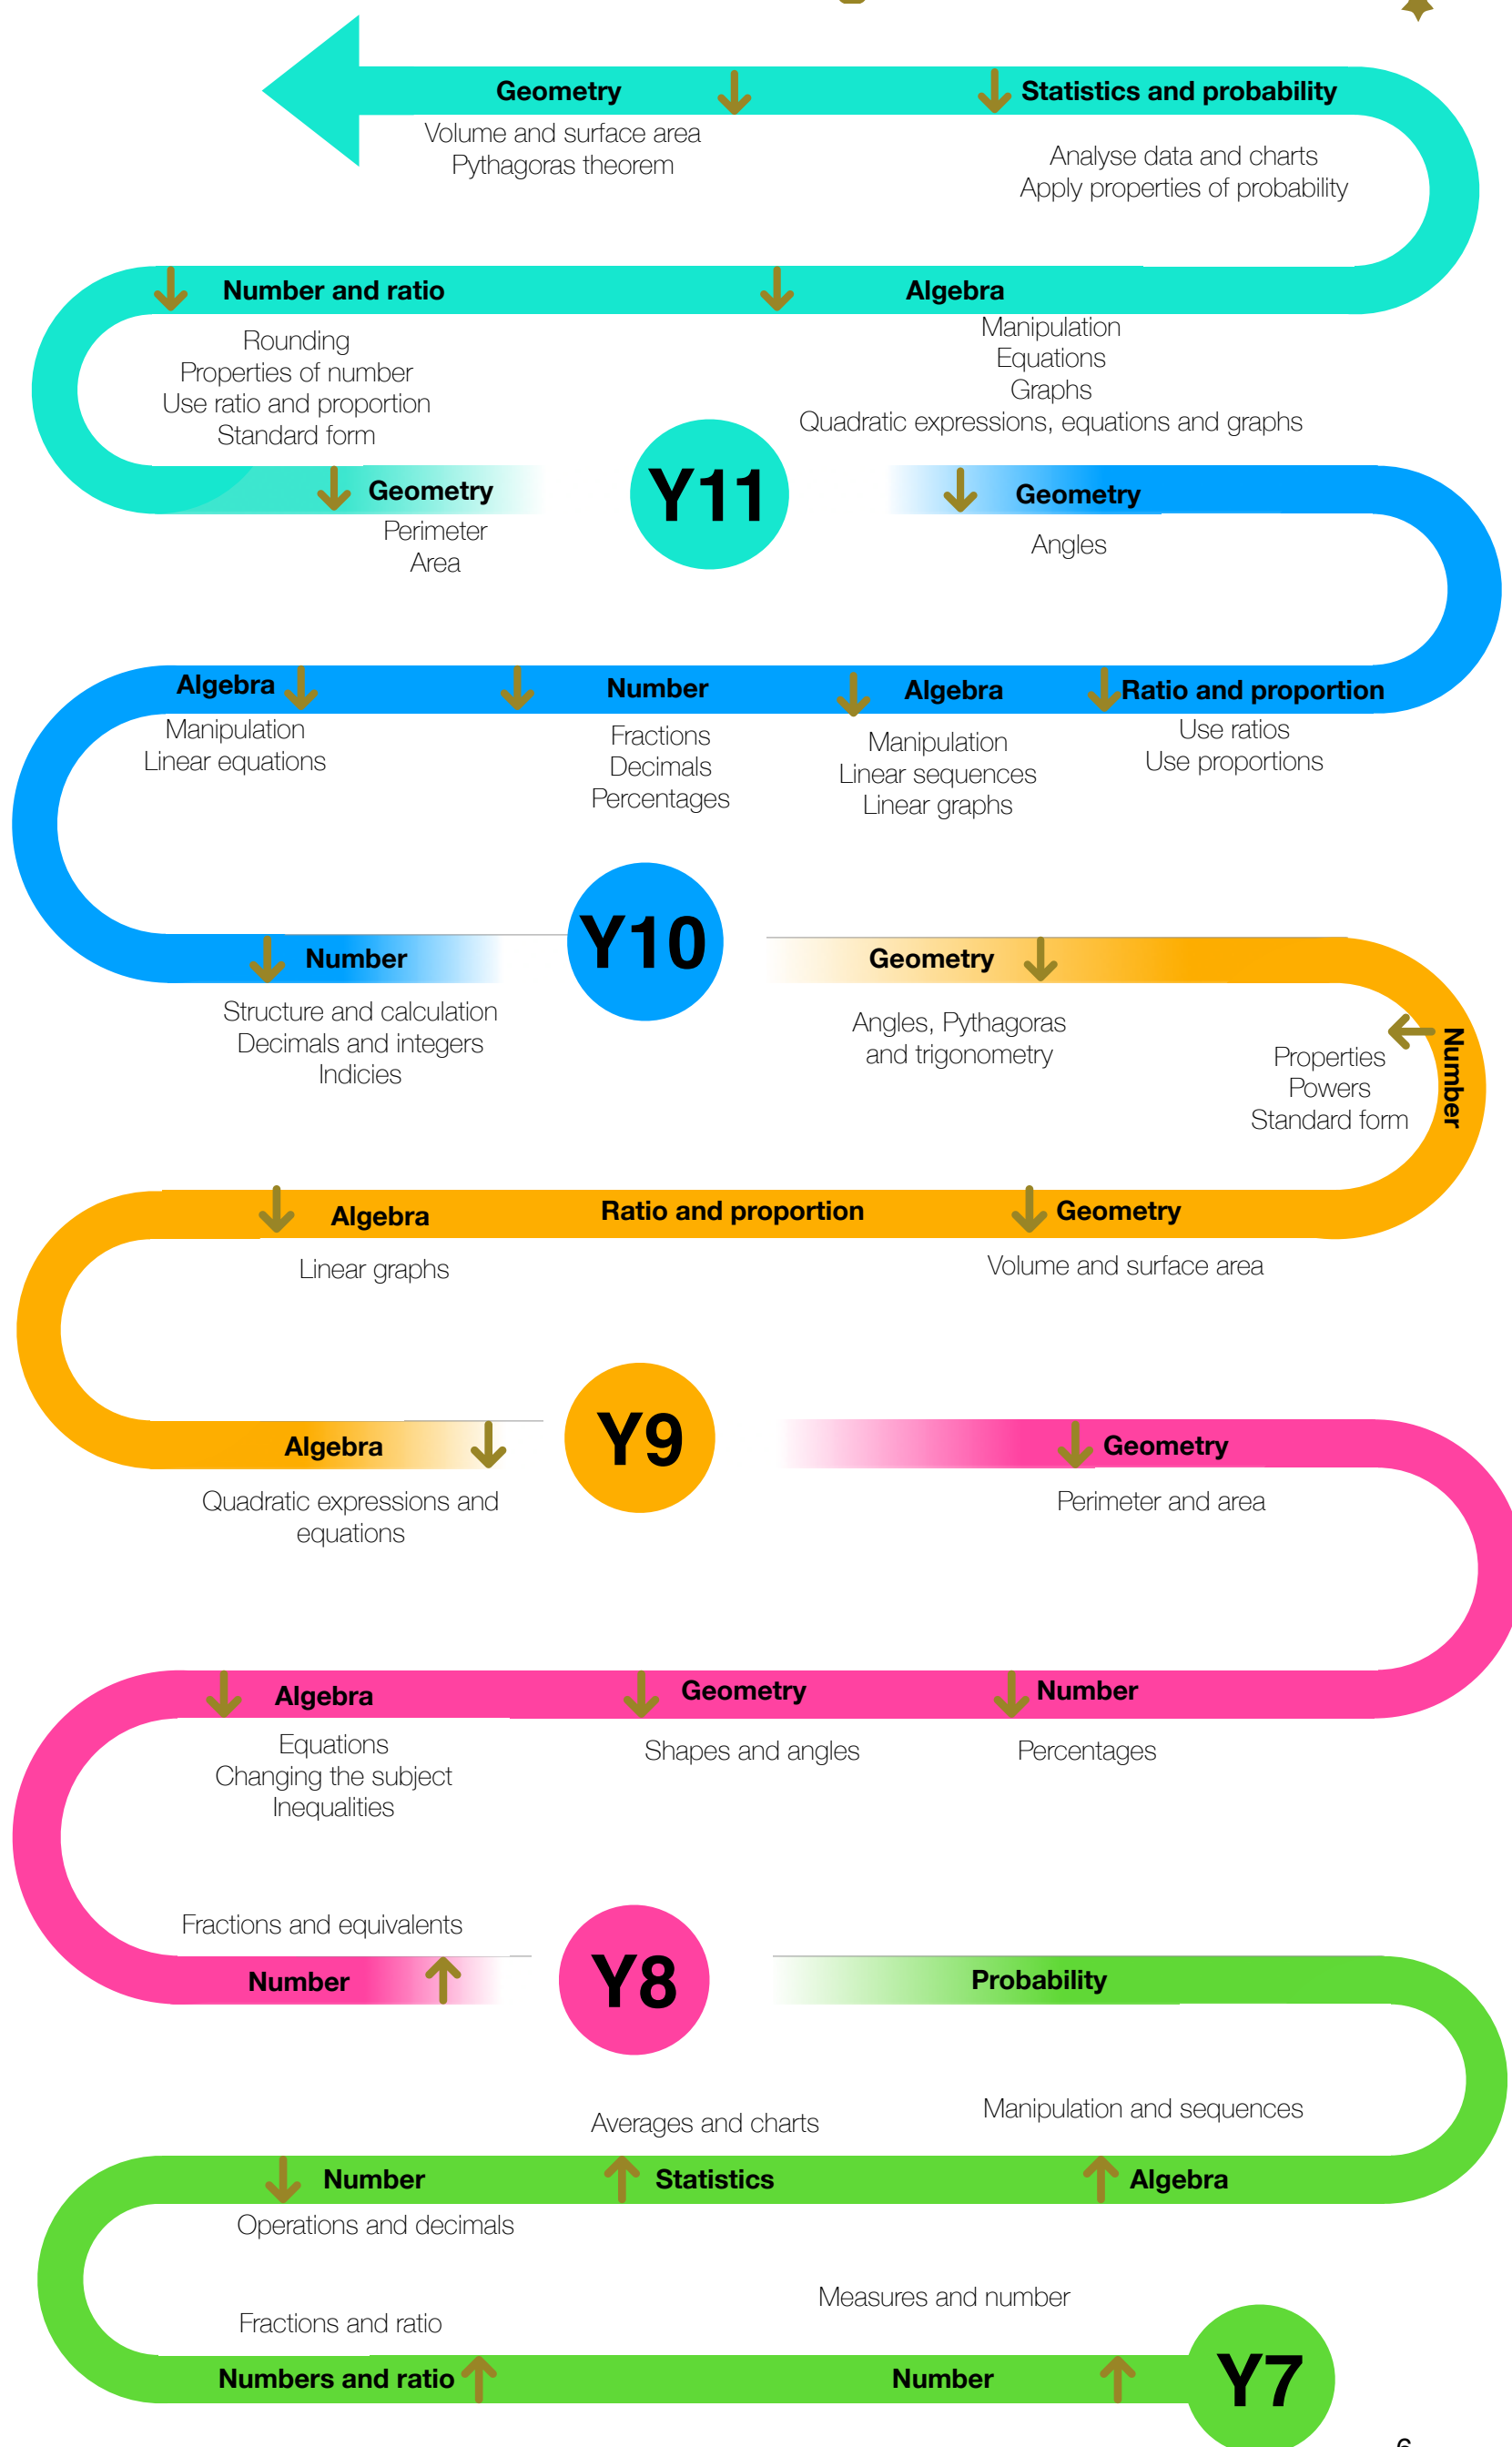 Geometry
Statistics and probability
Volume and surface area
Pythagoras theorem
Analyse data and charts
Apply properties of probability
Number and ratio
Algebra
Rounding
Properties of number
Use ratio and proportion
Standard form
Manipulation
Equations
Graphs
Quadratic expressions, equations and graphs
Geometry
Perimeter
Area
Y11
Geometry
Angles
Algebra
Manipulation
Linear equations
Number
Fractions
Decimals
Percentages
Algebra
Manipulation
Linear sequences
Linear graphs
Ratio and proportion
Use ratios
Use proportions
Number
Structure and calculation
Decimals and integers
Indicies
Y10
Geometry
Angles, Pythagoras
and trigonometry
Number
Properties
Powers
Standard form
Algebra
Linear graphs
Ratio and proportion
Geometry
Volume and surface area
Algebra
Quadratic expressions and
equations
Y9
Geometry
Perimeter and area
Algebra
Equations
Changing the subject
Inequalities
Geometry
Shapes and angles
Number
Percentages
Fractions and equivalents
Number
Y8
Probability
Averages and charts
Manipulation and sequences
Number
Statistics
Algebra
Operations and decimals
Fractions and ratio
Measures and number
Numbers and ratio
Number
Y7